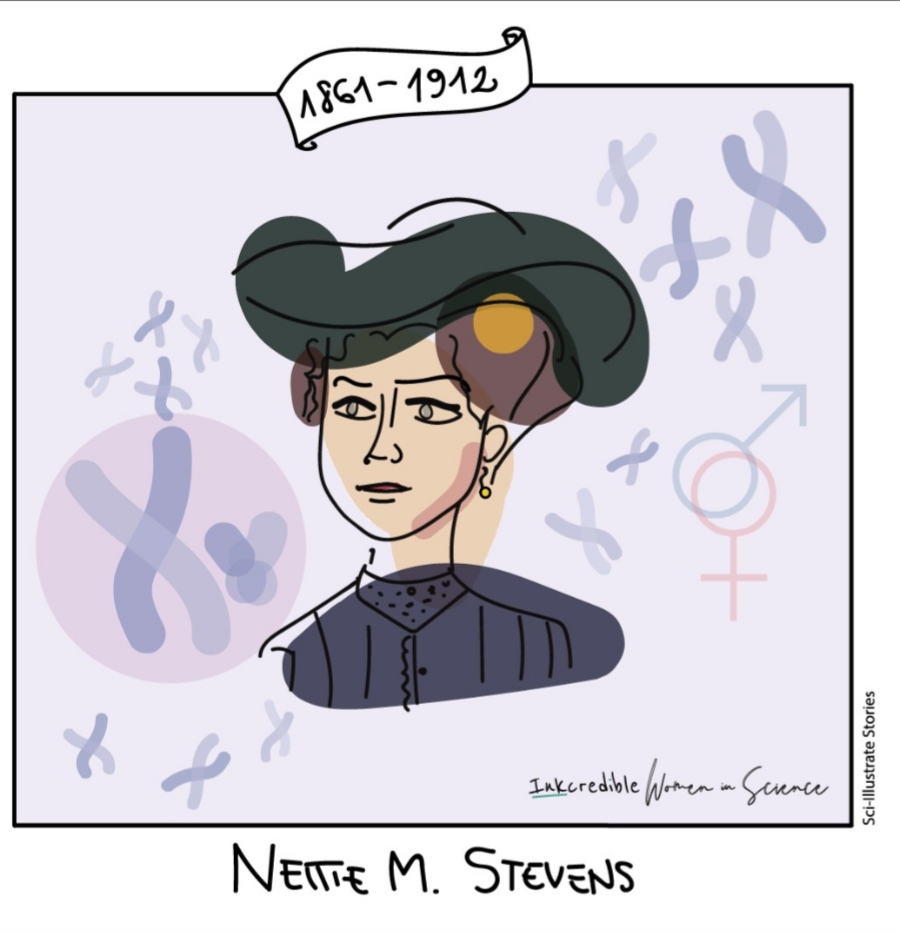 1861-1912
Inkcredible Women in Science
Sci-Illustrate Stories
NETTIE M. STEVENS